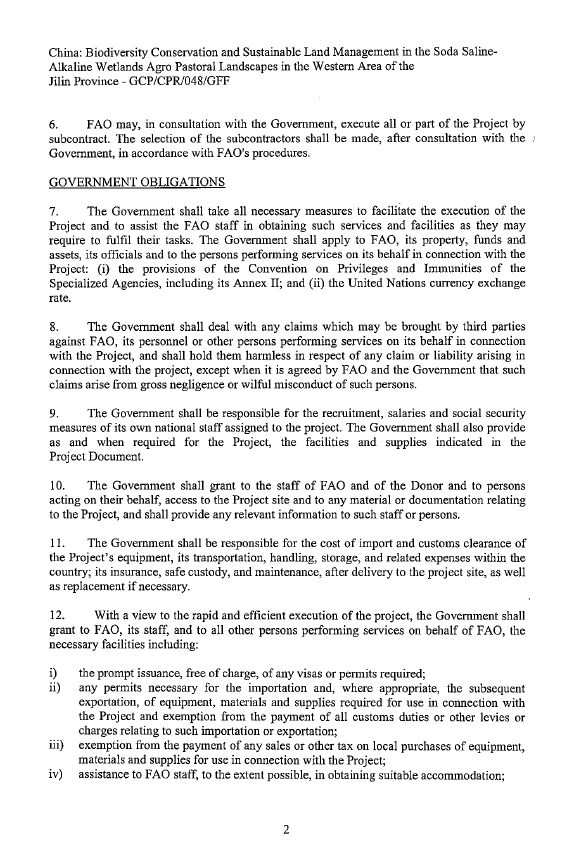 China: Biodiversity Conservation and Sustainable Land Management in the Soda Saline-
Alkaline Wetlands Agro Pastoral Landscapes in the Western Area of the
Jilin Province - GCP/CPR/048/GFF
6. FAO may, in consultation with the Government, execute all or part of the Project by
subcontract. The selection of the subcontractors shall be made, after consultation with the
Government, in accordance with FAO's procedures.
GOVERNMENT OBLIGATIONS
7. The Government shall take all necessary measures to facilitate the execution of the
Project and to assist the FAO staff in obtaining such services and facilities as they may
require to fulfil their tasks. The Government shall apply to FAO, its property, funds and
assets, its officials and to the persons performing services on its behalf in connection with the
Project: (i) the provisions of the Convention on Privileges and Immunities of the
Specialized Agencies, including its Annex II; and (ii) the United Nations currency exchange
rate.
8. The Government shall deal with any claims which may be brought by third parties
against FAO, its personnel or other persons performing services on its behalf in connection
with the Project, and shall hold them harmless in respect of any claim or liability arising in
connection with the project, except when it is agreed by FAO and the Government that such
claims arise from gross negligence or wilful misconduct of such persons.
9. The Government shall be responsible for the recruitment, salaries and social security
measures of its own national staff assigned to the project. The Government shall also provide
as and when required for the Project, the facilities and supplies indicated in the
Project Document.
10. The Government shall grant to the staff of FAO and of the Donor and to persons
acting on their behalf, access to the Project site and to any material or documentation relating
to the Project, and shall provide any relevant information to such staff or persons.
11. The Government shall be responsible for the cost of import and customs clearance of
the Project's equipment, its transportation, handling, storage, and related expenses within the
country; its insurance, safe custody, and maintenance, after delivery to the project site, as well
as replacement if necessary.
12. With a view to the rapid and efficient execution of the project, the Government shall
grant to FAO, its staff, and to all other persons performing services on behalf of FAO, the
necessary facilities including:
i) the prompt issuance, free of charge, of any visas or permits required;
ii) any permits necessary for the importation and, where appropriate, the subsequent
exportation, of equipment, materials and supplies required for use in connection with
the Project and exemption from the payment of all customs duties or other levies or
charges relating to such importation or exportation;
iii) exemption from the payment of any sales or other tax on local purchases of equipment,
materials and supplies for use in connection with the Project;
iv) assistance to FAO staff, to the extent possible, in obtaining suitable accommodation;
2